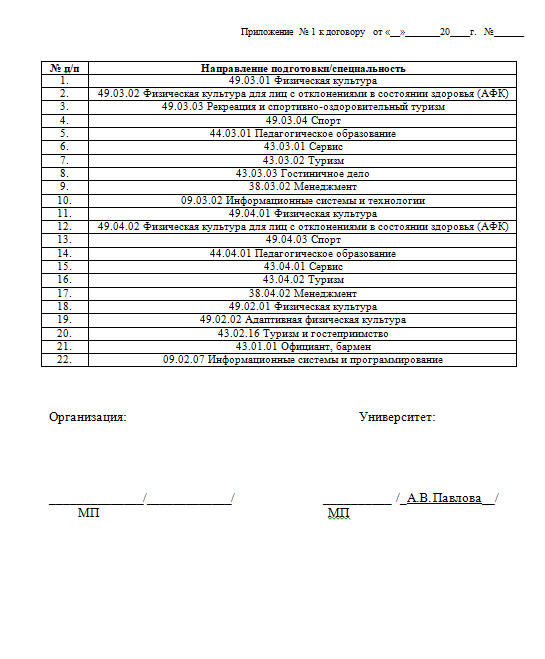 Приложение № 1 к договору от «__»_______20____г. №______
№ п/п Направление подготовки/специальность
1. 49.03.01 Физическая культура
2. 49.03.02 Физическая культура для лиц с отклонениями в состоянии здоровья (АФК)
3. 49.03.03 Рекреация и спортивно-оздоровительный туризм
4. 49.03.04 Спорт
5. 44.03.01 Педагогическое образование
6. 43.03.01 Сервис
7. 43.03.02 Туризм
8. 43.03.03 Гостиничное дело
9. 38.03.02 Менеджмент
10. 09.03.02 Информационные системы и технологии
11. 49.04.01 Физическая культура
12. 49.04.02 Физическая культура для лиц с отклонениями в состоянии здоровья (АФК)
13. 49.04.03 Спорт
14. 44.04.01 Педагогическое образование
15. 43.04.01 Сервис
16. 43.04.02 Туризм
17. 38.04.02 Менеджмент
18. 49.02.01 Физическая культура
19. 49.02.02 Адаптивная физическая культура
20. 43.02.16 Туризм и гостеприимство
21. 43.01.01 Официант, бармен
22. 09.02.07 Информационные системы и программирование
Организация: Университет:
______________/____________/ __________ /_А.В.Павлова__/
МП МП